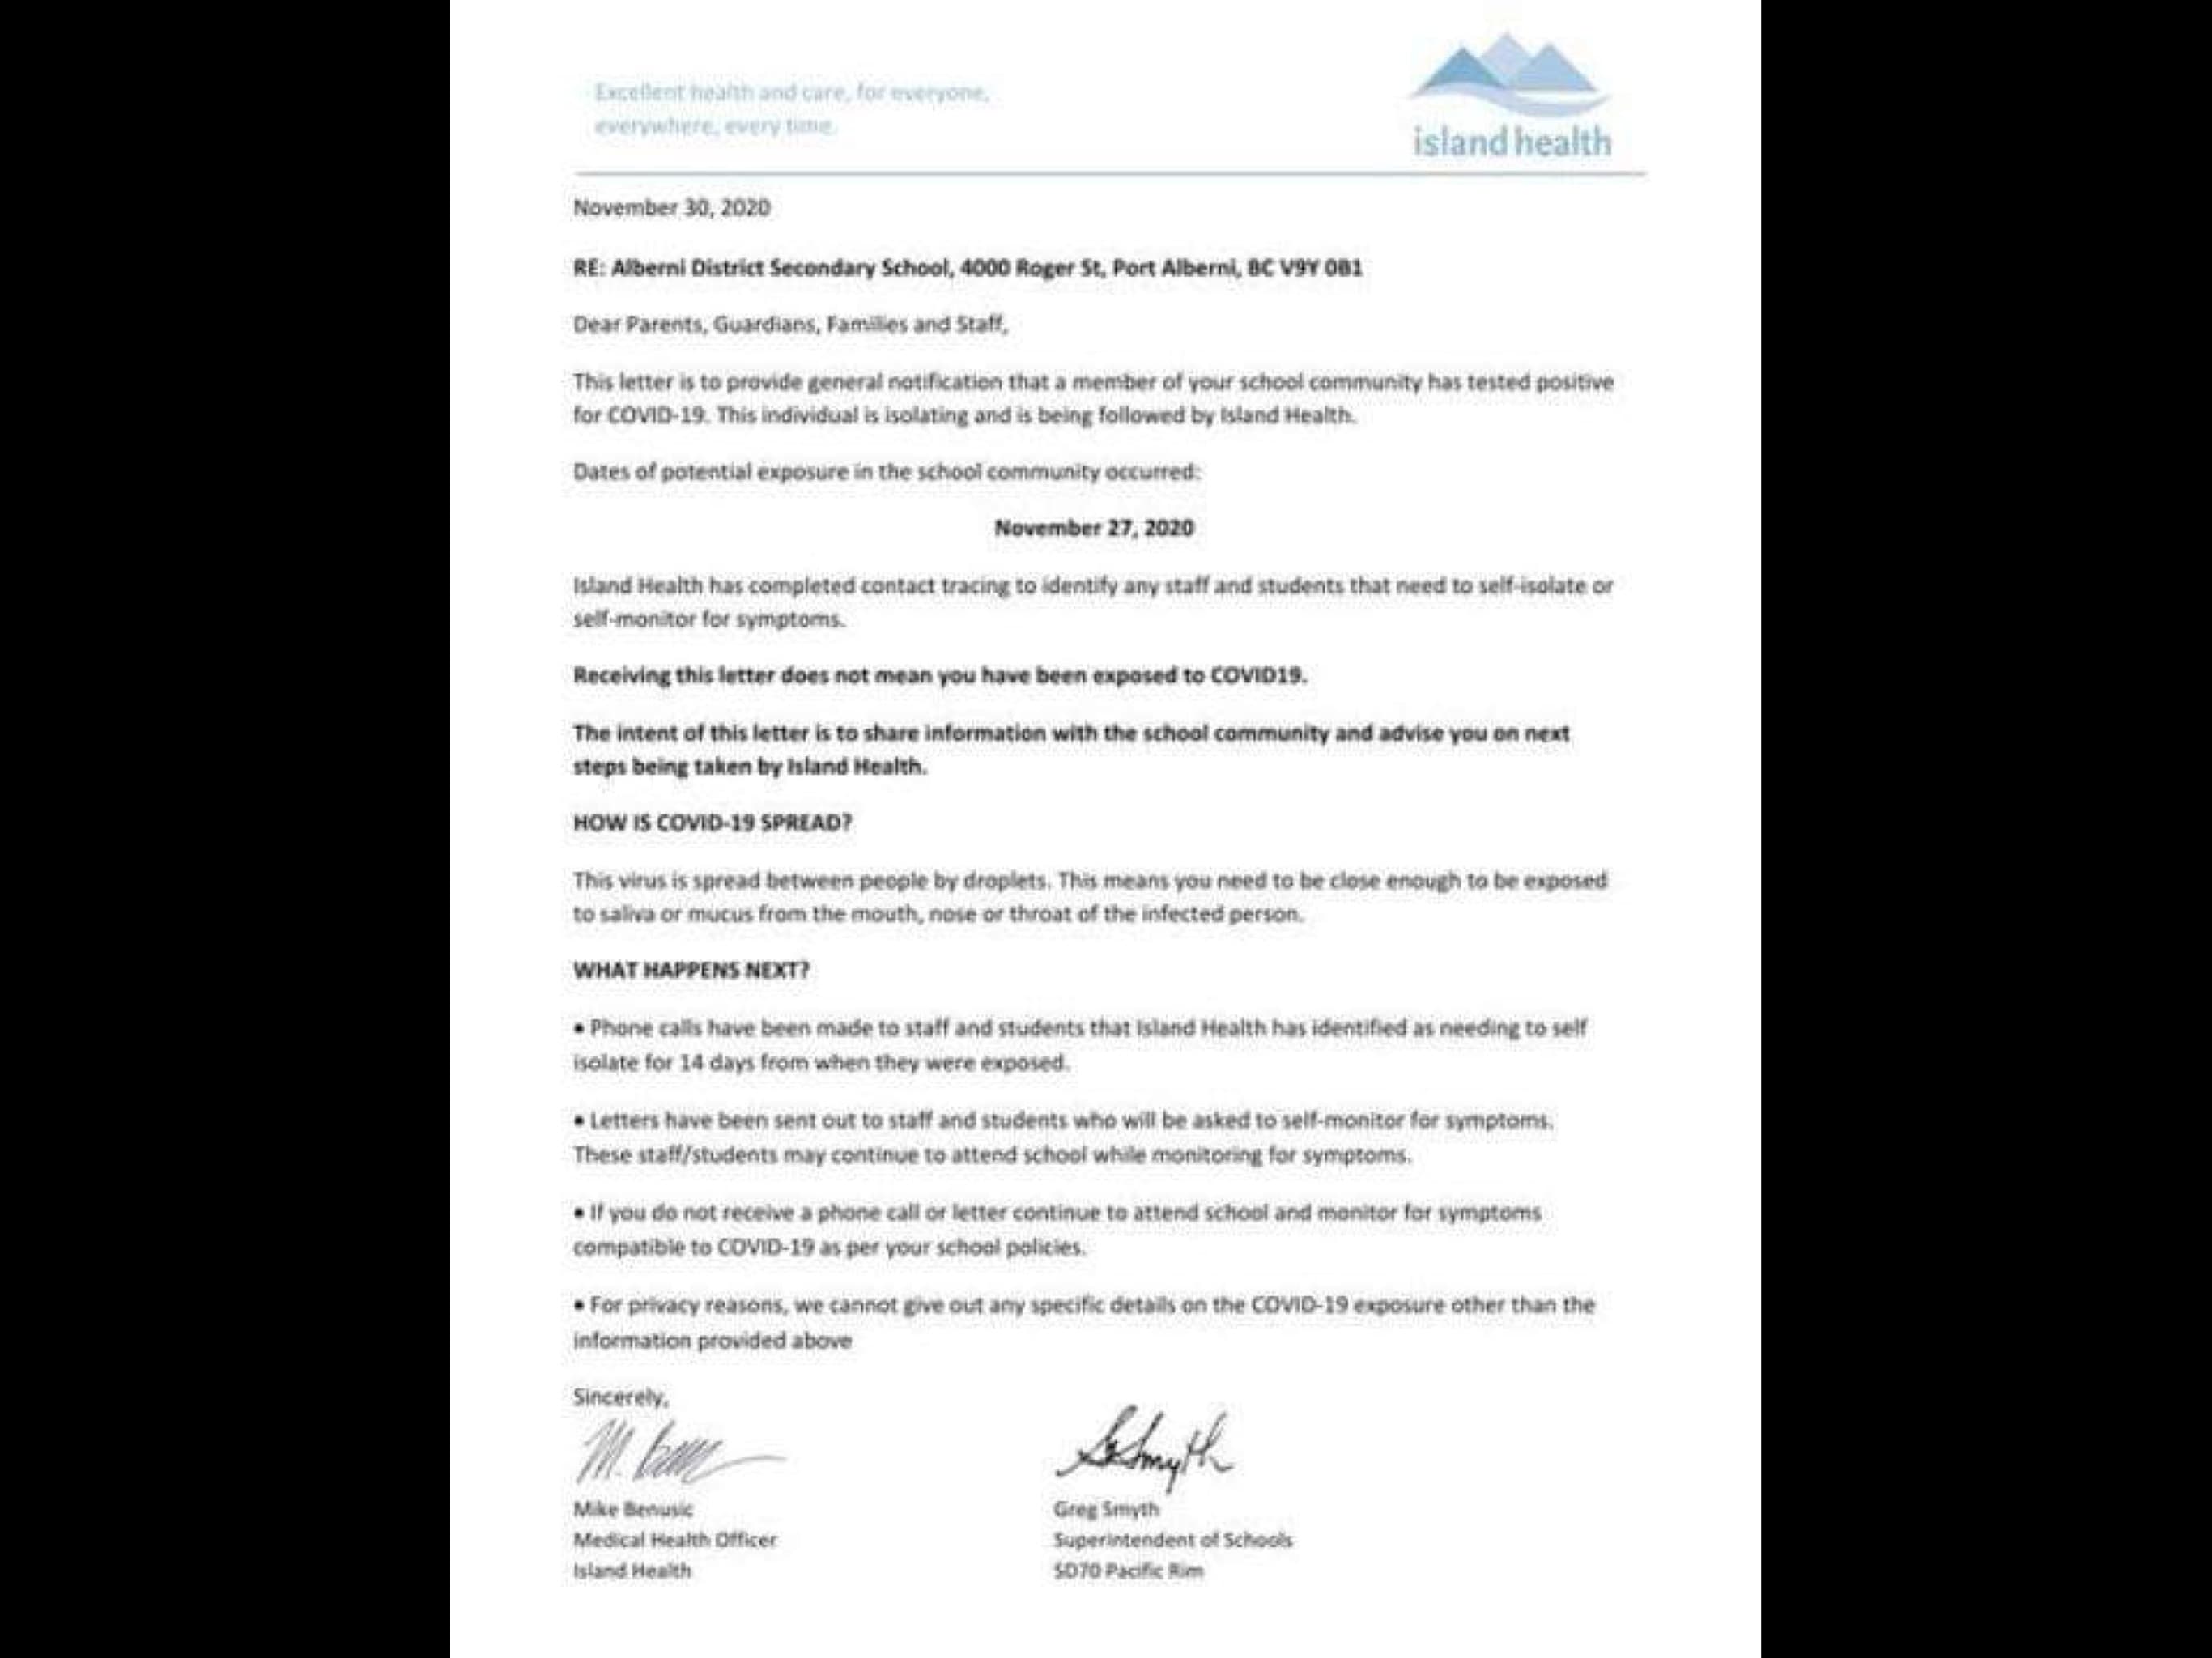 Excellent health and care, for everyone,
everywhere, every time.
island health
November 30, 2020
RE: Alberni District Secondary School, 4000 Roger St, Port Alberni, BC V9Y 0B1
Dear Parents, Guardians, Families and Staff,
This letter is to provide general notification that a member of your school community has tested positive
for COVID-19. This individual is isolating and is being followed by Island Health.
Dates of potential exposure in the school community occurred:
November 27, 2020
Island Health has completed contact tracing to identify any staff and students that need to self-isolate or
self-monitor for symptoms.
Receiving this letter does not mean you have been exposed to COVID19.
The intent of this letter is to share information with the school community and advise you on next
steps being taken by Island Health.
HOW IS COVID-19 SPREAD?
This virus is spread between people by droplets. This means you need to be close enough to be exposed
to saliva or mucus from the mouth, nose or throat of the infected person.
WHAT HAPPENS NEXT?
• Phone calls have been made to staff and students that Island Health has identified as needing to self
isolate for 14 days from when they were exposed.
• Letters have been sent out to staff and students who will be asked to self-monitor for symptoms.
These staff/students may continue to attend school while monitoring for symptoms.
• If you do not receive a phone call or letter continue to attend school and monitor for symptoms
compatible to COVID-19 as per your school policies.
• For privacy reasons, we cannot give out any specific details on the COVID-19 exposure other than the
information provided above
Sincerely,
Mike Benusic
Medical Health Officer
Island Health
Greg Smyth
Superintendent of Schools
SD70 Pacific Rim